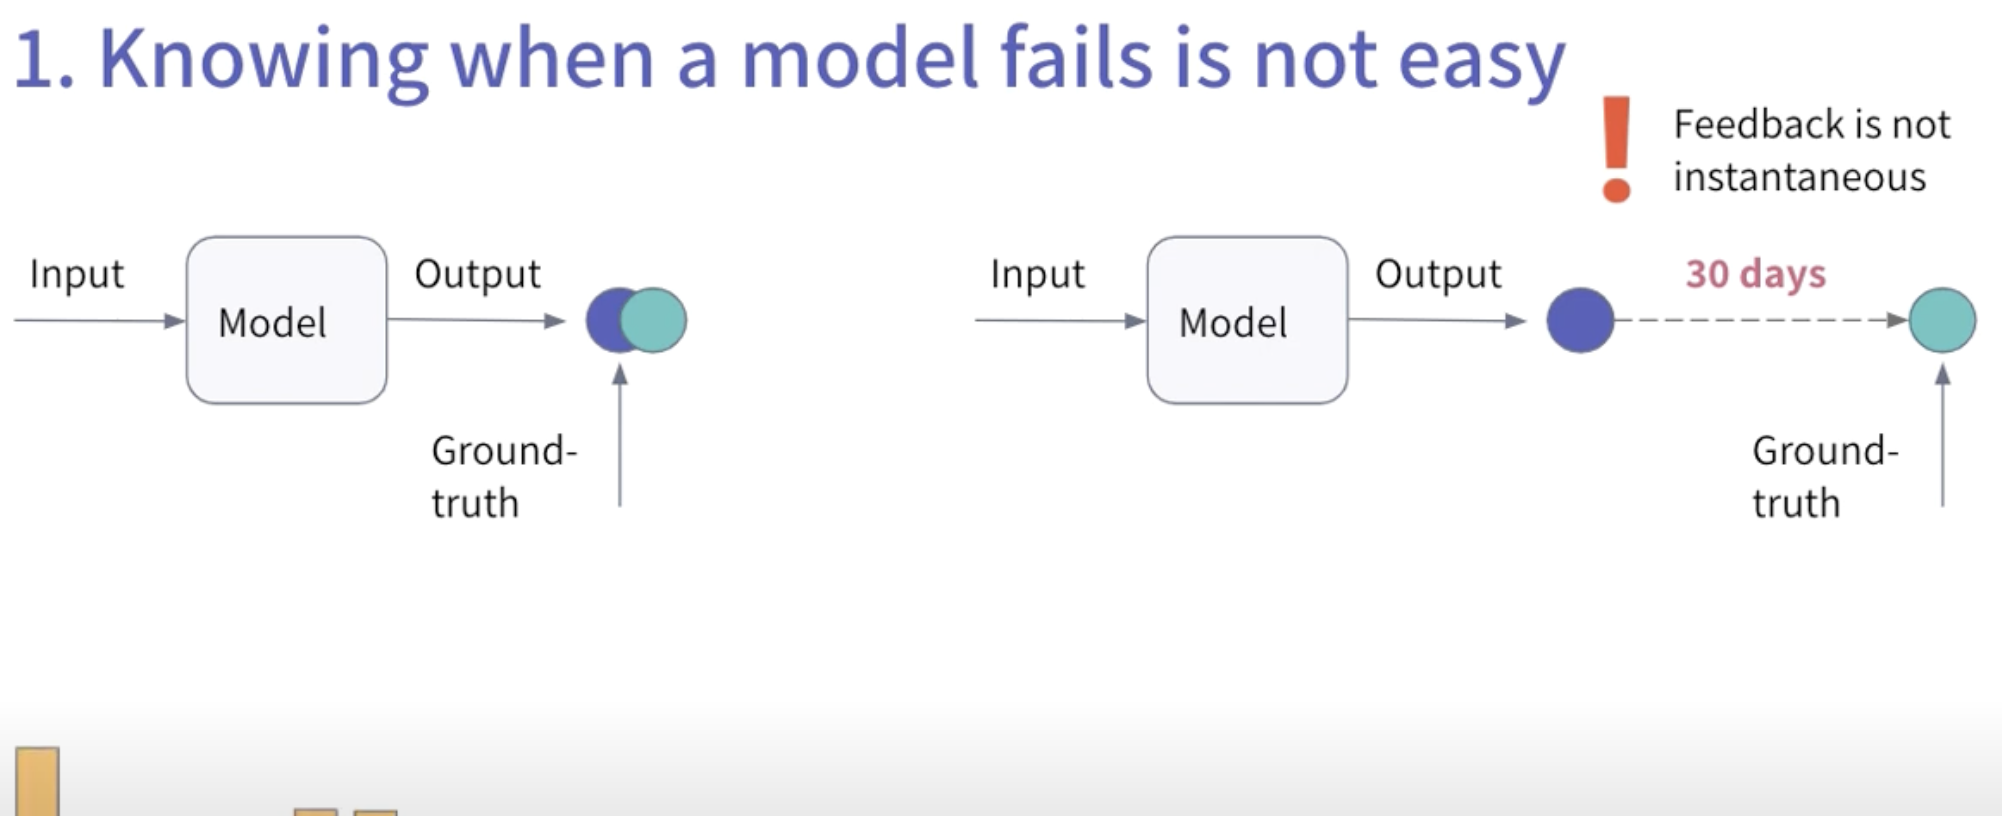 1. Knowing when a model fails is not easy
Feedback is not
instantaneous
Input
Model
Output
Ground-
truth
Input
Model
Output
30 days
Ground-
truth